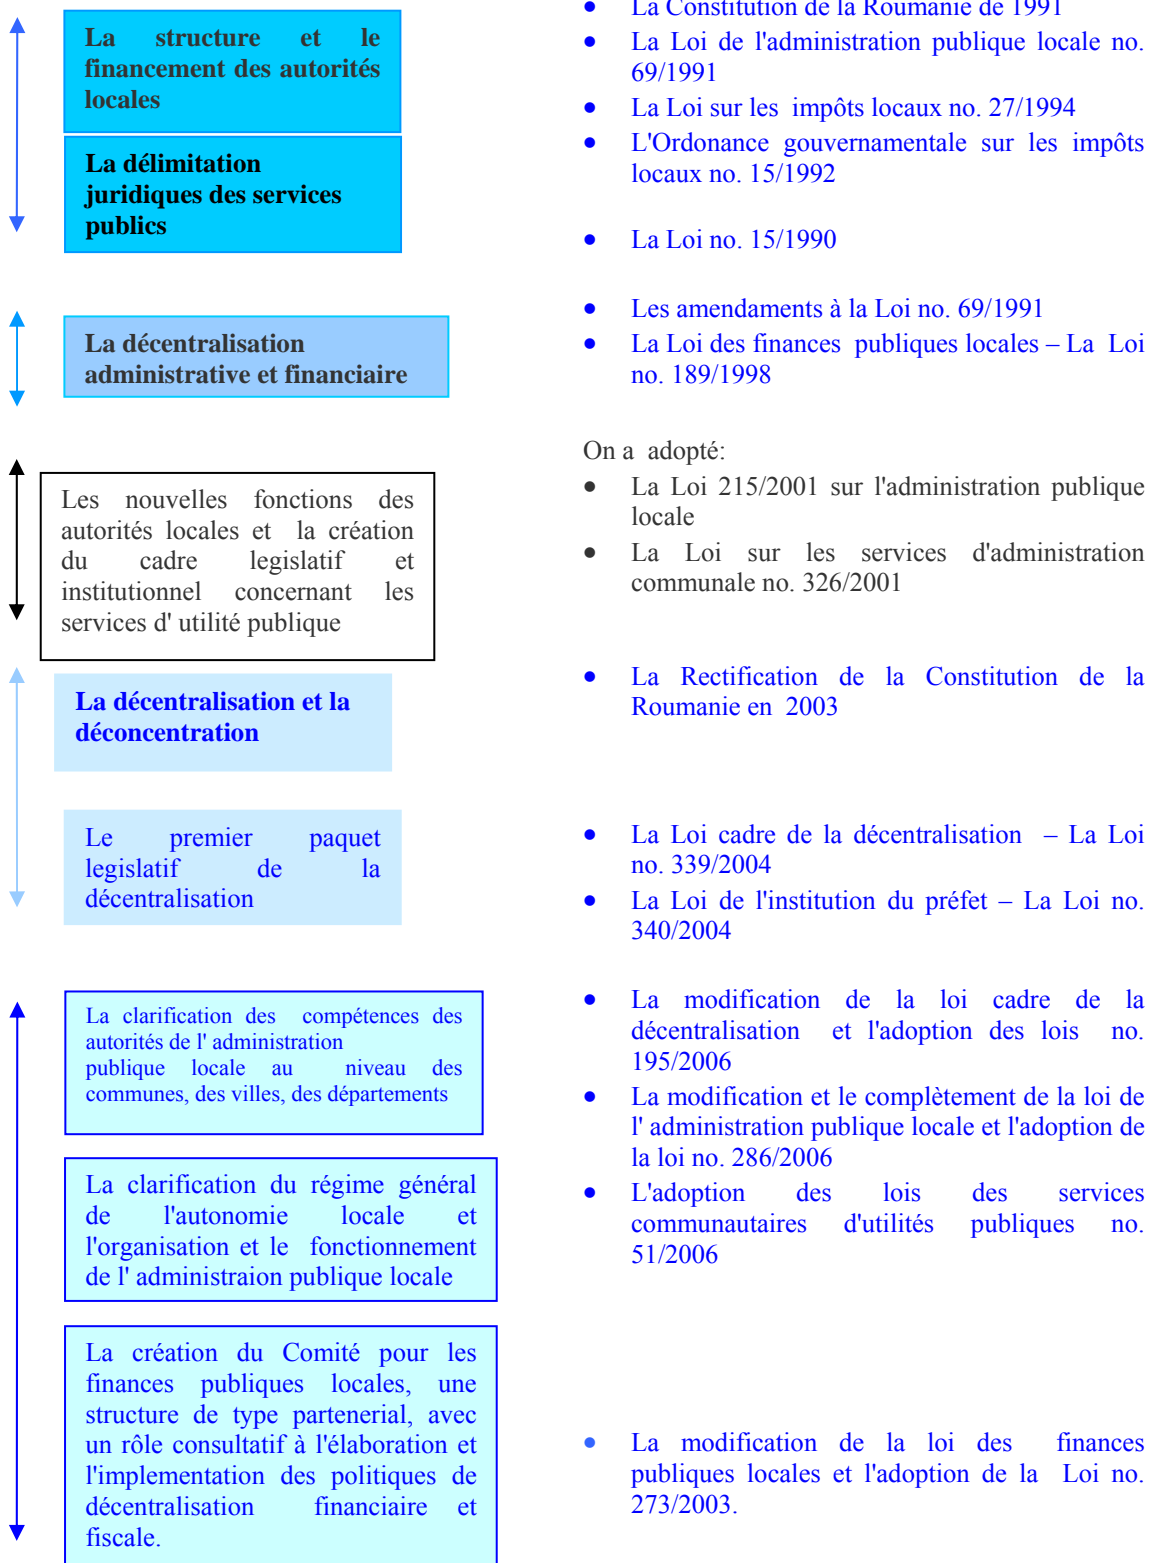 La structure et le
financement des autorités
locales
La délimitation
juridiques des services
publics
La Constitution de la Roumanie de 1991
La Loi de l'administration publique locale no.
69/1991
La Loi sur les impôts locaux no. 27/1994
L'Ordonance gouvernamentale sur les impôts
locaux no. 15/1992
La Loi no. 15/1990
La décentralisation
administrative et financiaire
Les amendaments à la Loi no. 69/1991
La Loi des finances publiques locales – La Loi
no. 189/1998
Les nouvelles fonctions des
autorités locales et la création
du cadre legislatif et
institutionnel concernant les
services d' utilité publique
On a adopté:
La Loi 215/2001 sur l'administration publique
locale
La Loi sur les services d'administration
communale no. 326/2001
La décentralisation et la
déconcentration
La Rectification de la Constitution de la
Roumanie en 2003
Le premier paquet
legislatif de la
décentralisation
La Loi cadre de la décentralisation – La Loi
no. 339/2004
La Loi de l'institution du préfet – La Loi no.
340/2004
La clarification des compétences des
autorités de l' administration
publique locale au niveau des
communes, des villes, des départements
La clarification du régime général
de l'autonomie locale et
l'organisation et le fonctionnement
de l' administraion publique locale
La modification de la loi cadre de la
décentralisation et l'adoption des lois no.
195/2006
La modification et le complètement de la loi de
l' administration publique locale et l'adoption de
la loi no. 286/2006
L'adoption des lois des services
communautaires d'utilités publiques no.
51/2006
La création du Comité pour les
finances publiques locales, une
structure de type partenerial, avec
un rôle consultatif à l'élaboration et
l'implementation des politiques de
décentralisation financiaire et
fiscale.
La modification de la loi des finances
publiques locales et l'adoption de la Loi no.
273/2003.